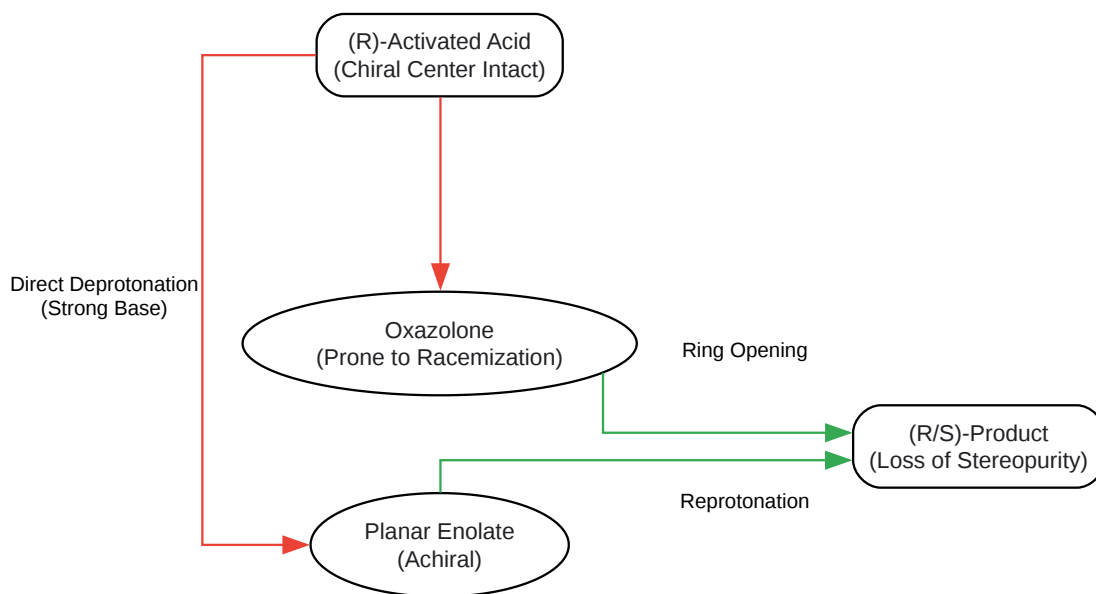 (R)-Activated Acid
(Chiral Center Intact)
Direct Deprotonation
(Strong Base)
Oxazolone
(Prone to Racemization)
Ring Opening
(R/S)-Product
(Loss of Stereopurity)
Reprotonation
Planar Enolate
(Achiral)